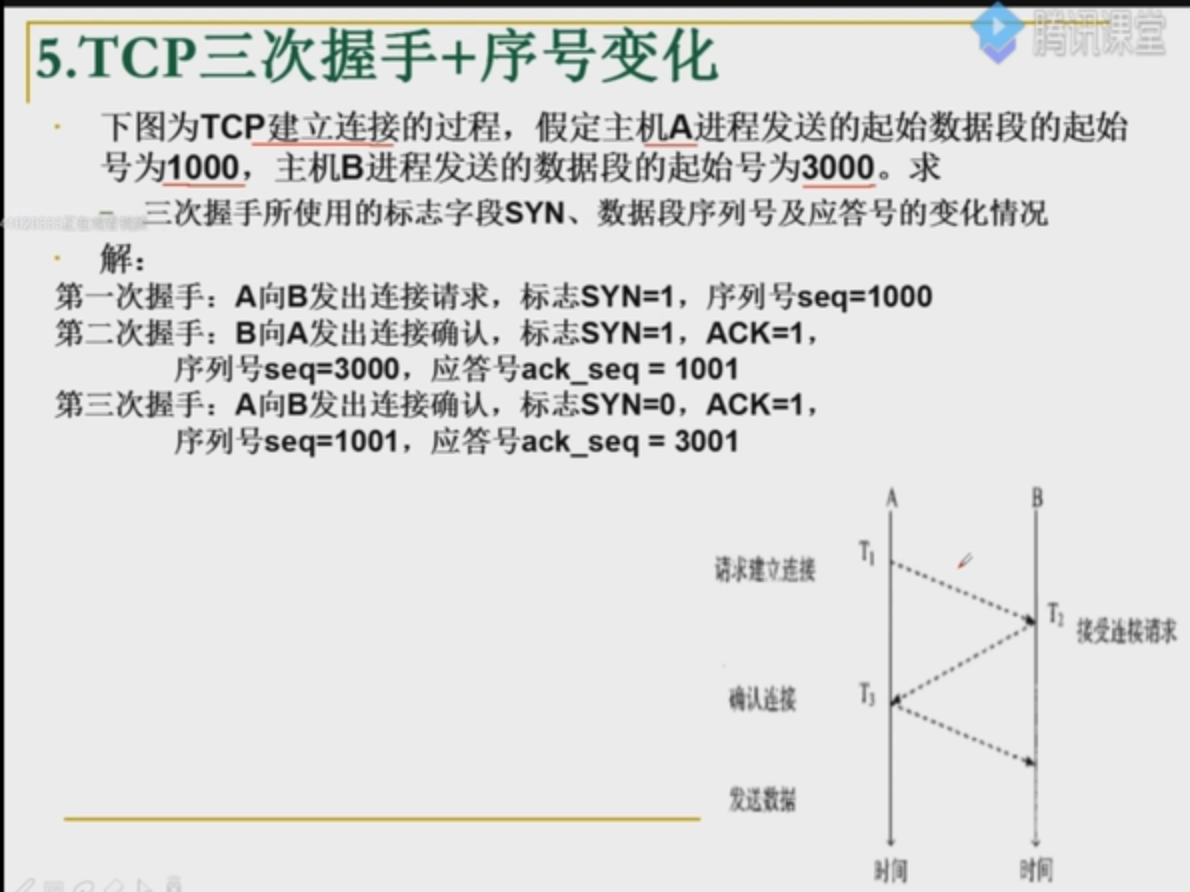 腾讯课堂
5.TCP三次握手+序号变化
下图为TCP建立连接的过程，假定主机A进程发送的起始数据段的起始
号为1000，主机B进程发送的数据段的起始号为3000。求
– 三次握手所使用的标志字段SYN、数据段序列号及应答号的变化情况
解：
第一次握手：A向B发出连接请求，标志SYN=1，序列号seq=1000
第二次握手：B向A发出连接确认，标志SYN=1，ACK=1，
序列号seq=3000，应答号ack_seq = 1001
第三次握手：A向B发出连接确认，标志SYN=0，ACK=1，
序列号seq=1001，应答号ack_seq = 3001
A B
T1
请求建立连接
T2
接受连接请求
T3
确认连接
发送数据
时间 时间